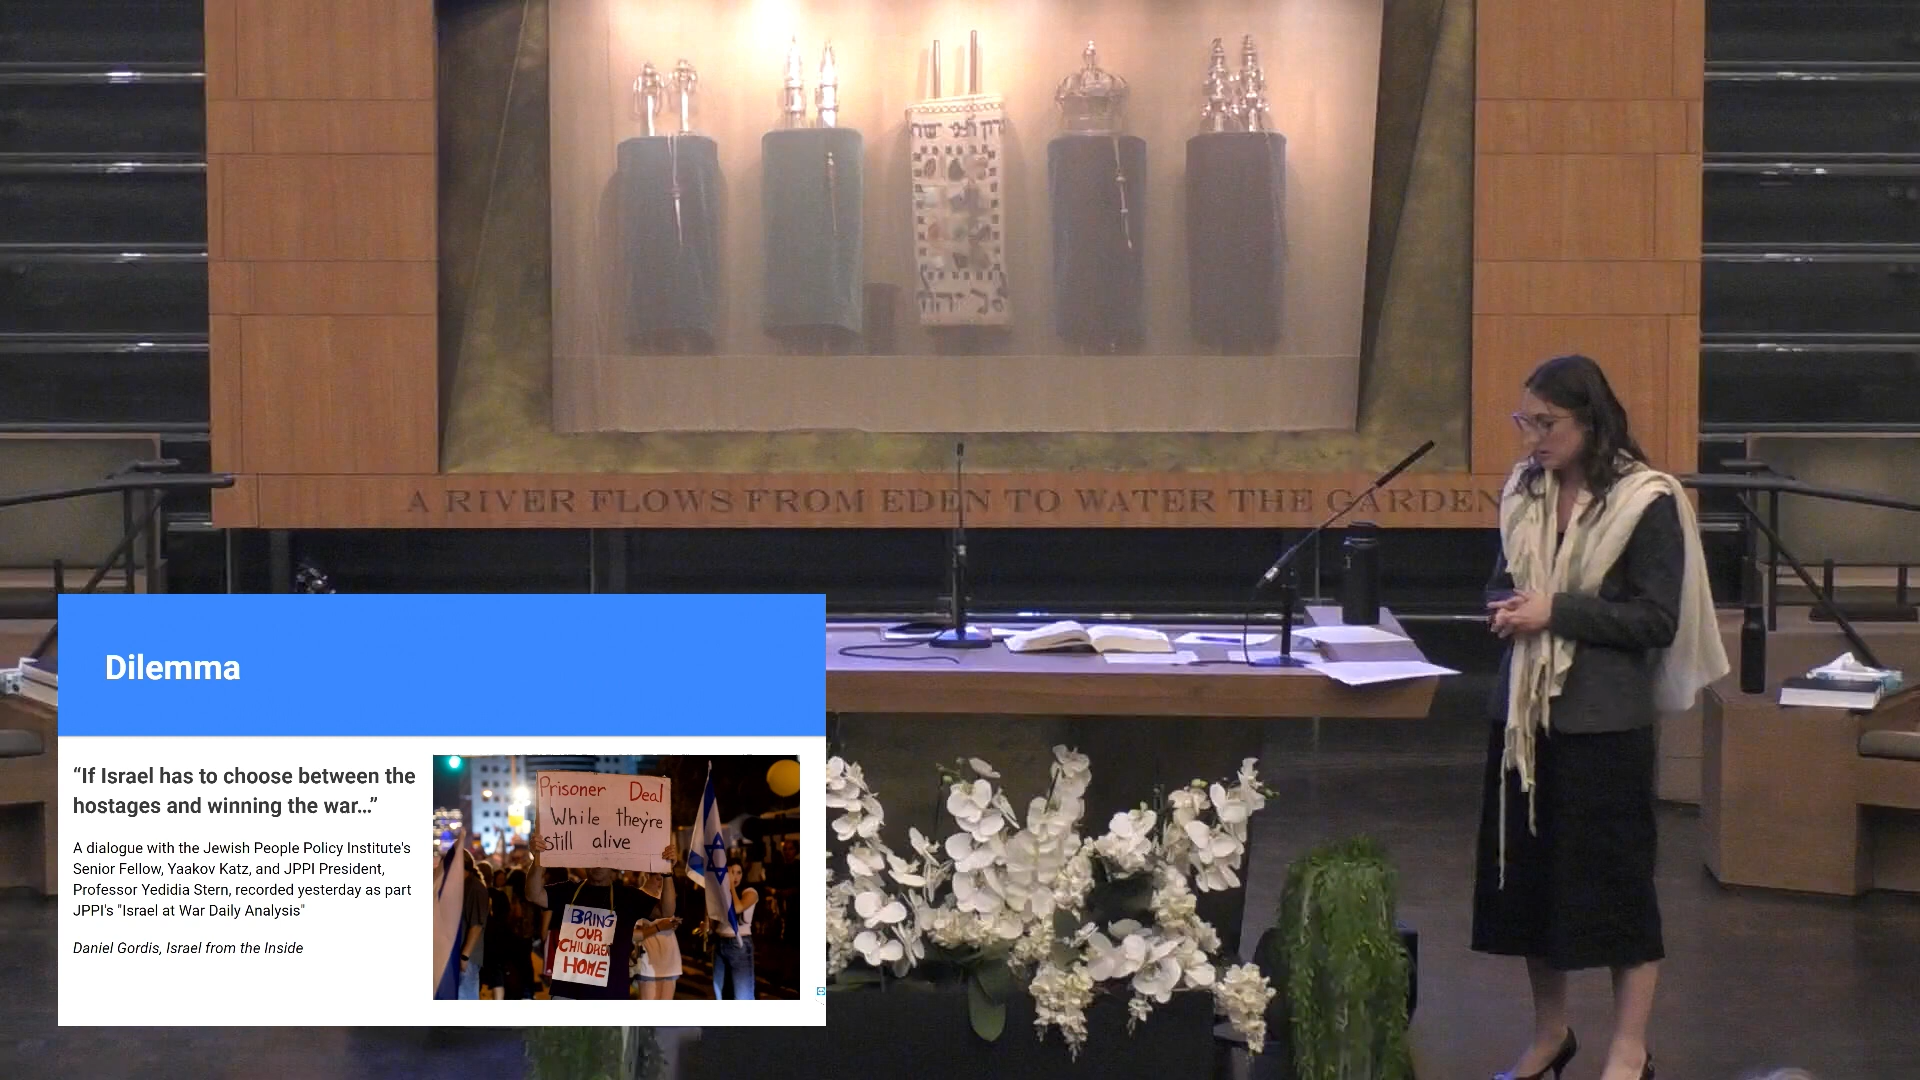 A RIVER FLOWS FROM EDEN TO WATER THE GARDEN
Dilemma
“If Israel has to choose between the
hostages and winning the war...”
A dialogue with the Jewish People Policy Institute's
Senior Fellow, Yaakov Katz, and JPPI President,
Professor Yedidia Stern, recorded yesterday as part
JPPI's "Israel at War Daily Analysis"
Daniel Gordis, Israel from the Inside
Prisoner Deal
While they're
still alive
BRING
OUR
CHILDREN
HOME